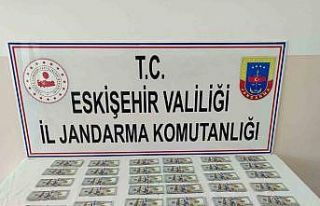 T.C.
ESKİŞEHİR VALİLİĞİ
İL JANDARMA KOMUTANLIĞI